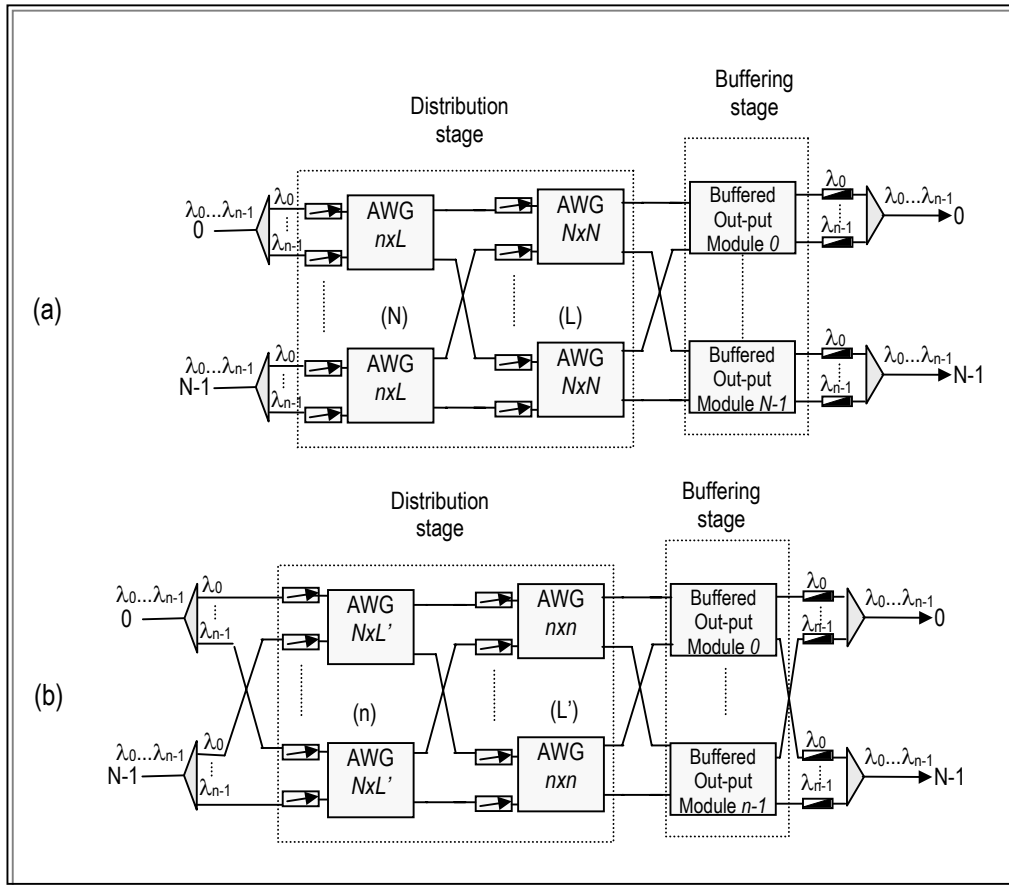 Buffering
stage
Distribution
stage
λ0...λn-1
0
λ0
λn-1
AWG
nxL
AWG
NxN
Buffered
Out-put
Module 0
λ0
λn-1
λ0...λn-1
0
(a)
(N)
(L)
λ0...λn-1
N-1
λ0
λn-1
AWG
nxL
AWG
NxN
Buffered
Out-put
Module N-1
λ0
λn-1
λ0...λn-1
N-1
Distribution
stage
Buffering
stage
λ0...λn-1
0
λ0
λn-1
AWG
NxL'
AWG
nxn
Buffered
Out-put
Module 0
λ0
λn-1
λ0...λn-1
0
(b)
(n)
(L')
λ0...λn-1
N-1
λ0
λn-1
AWG
NxL'
AWG
nxn
Buffered
Out-put
Module n-1
λ0
λn-1
λ0...λn-1
N-1